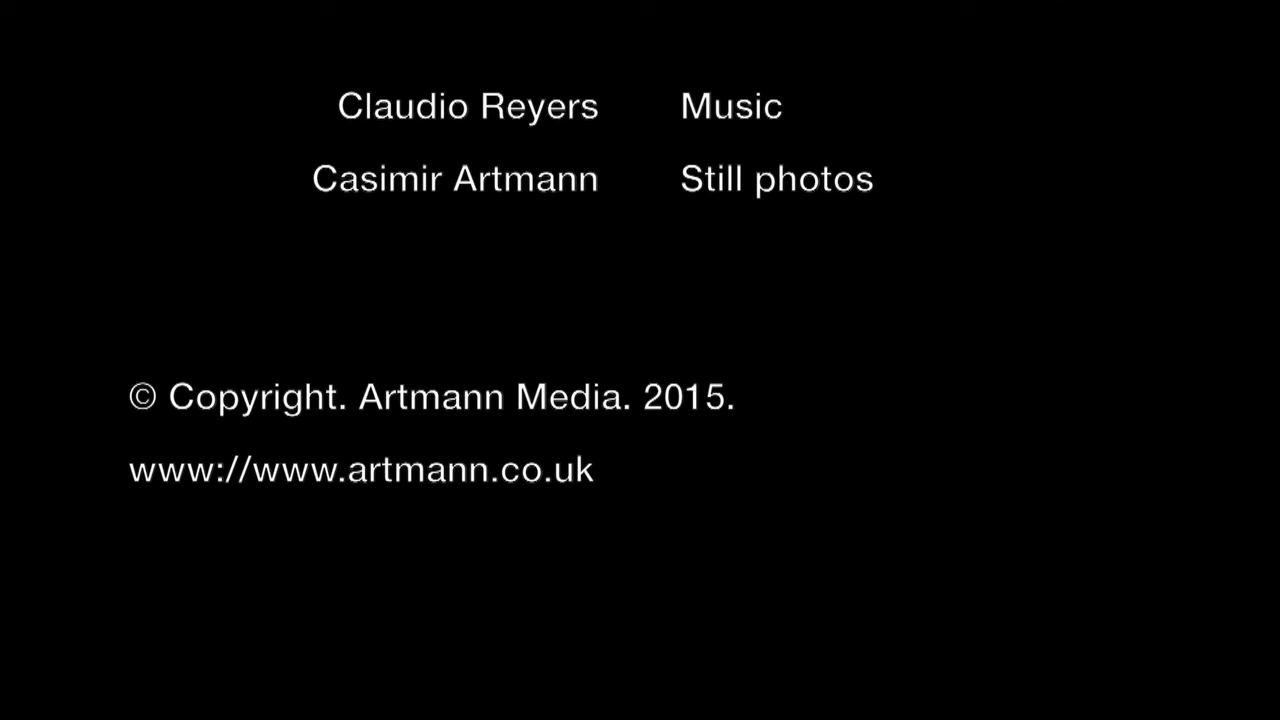 Claudio Reyers Music
Casimir Artmann Still photos
© Copyright. Artmann Media. 2015.
www://www.artmann.co.uk